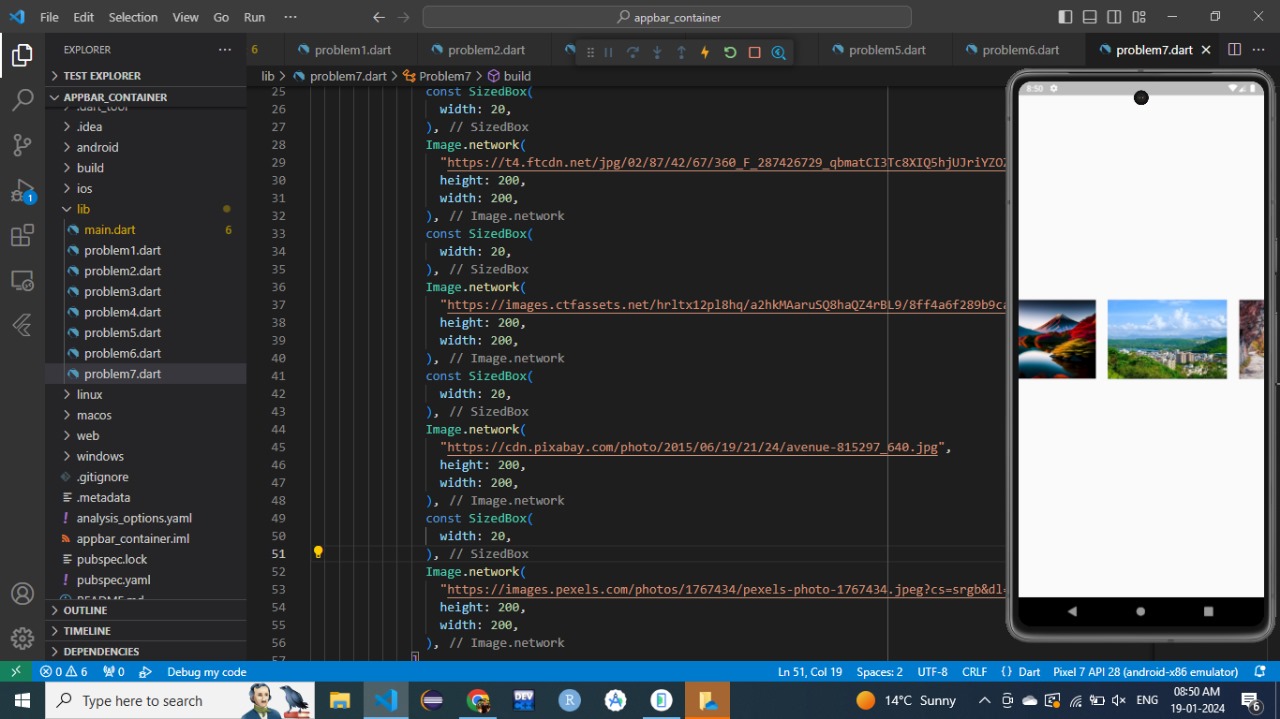 File Edit Selection View Go Run ··· appbar_container
EXPLORER ···
6 problem1.dart problem2.dart problem5.dart problem6.dart problem7.dart
lib > problem7.dart > Problem7 > build
TEST EXPLORER
APPBAR_CONTAINER
.dart_tool
.idea
android
build
ios
lib
main.dart 6
problem1.dart
problem2.dart
problem3.dart
problem4.dart
problem5.dart
problem6.dart
problem7.dart
linux
macos
web
windows
.gitignore
.metadata
analysis_options.yaml
appbar_container.iml
pubspec.lock
pubspec.yaml
README.md
OUTLINE
TIMELINE
DEPENDENCIES
25 const SizedBox(
26 width: 20,
27 ), // SizedBox
28 Image.network(
29 "https://t4.ftcdn.net/jpg/02/87/42/67/360_F_287426729_qbmatCI3Tc8XIQ5hjUJriYZO
30 height: 200,
31 width: 200,
32 ), // Image.network
33 const SizedBox(
34 width: 20,
35 ), // SizedBox
36 Image.network(
37 "https://images.ctfassets.net/hrltx12pl8hq/a2hkMAaruSQ8haQZ4rBL9/8ff4a6f289b9ca
38 height: 200,
39 width: 200,
40 ), // Image.network
41 const SizedBox(
42 width: 20,
43 ), // SizedBox
44 Image.network(
45 "https://cdn.pixabay.com/photo/2015/06/19/21/24/avenue-815297_640.jpg",
46 height: 200,
47 width: 200,
48 ), // Image.network
49 const SizedBox(
50 width: 20,
51 ), // SizedBox
52 Image.network(
53 "https://images.pexels.com/photos/1767434/pexels-photo-1767434.jpeg?cs=srgb&dl=
54 height: 200,
55 width: 200,
56 ), // Image.network
57 ]
8:50
1
0 6 0 Debug my code Ln 51, Col 19 Spaces: 2 UTF-8 CRLF {} Dart Pixel 7 API 28 (android-x86 emulator)
Type here to search DEV R 14°C Sunny ENG 08:50 AM
19-01-2024 6